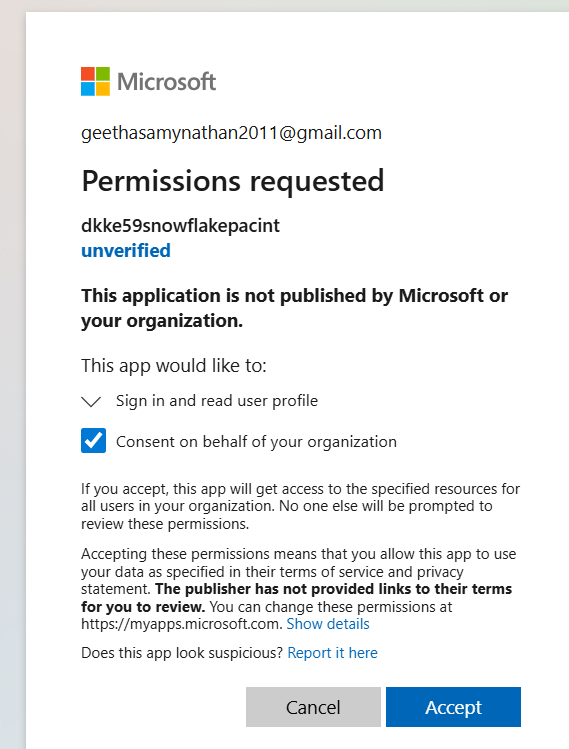 Microsoft
geethasamynathan2011@gmail.com
Permissions requested
dkke59snowflakepacint
unverified
This application is not published by Microsoft or
your organization.
This app would like to:
Sign in and read user profile
Consent on behalf of your organization
If you accept, this app will get access to the specified resources for
all users in your organization. No one else will be prompted to
review these permissions.
Accepting these permissions means that you allow this app to use
your data as specified in their terms of service and privacy
statement. The publisher has not provided links to their terms
for you to review. You can change these permissions at
https://myapps.microsoft.com. Show details
Does this app look suspicious? Report it here
Cancel Accept